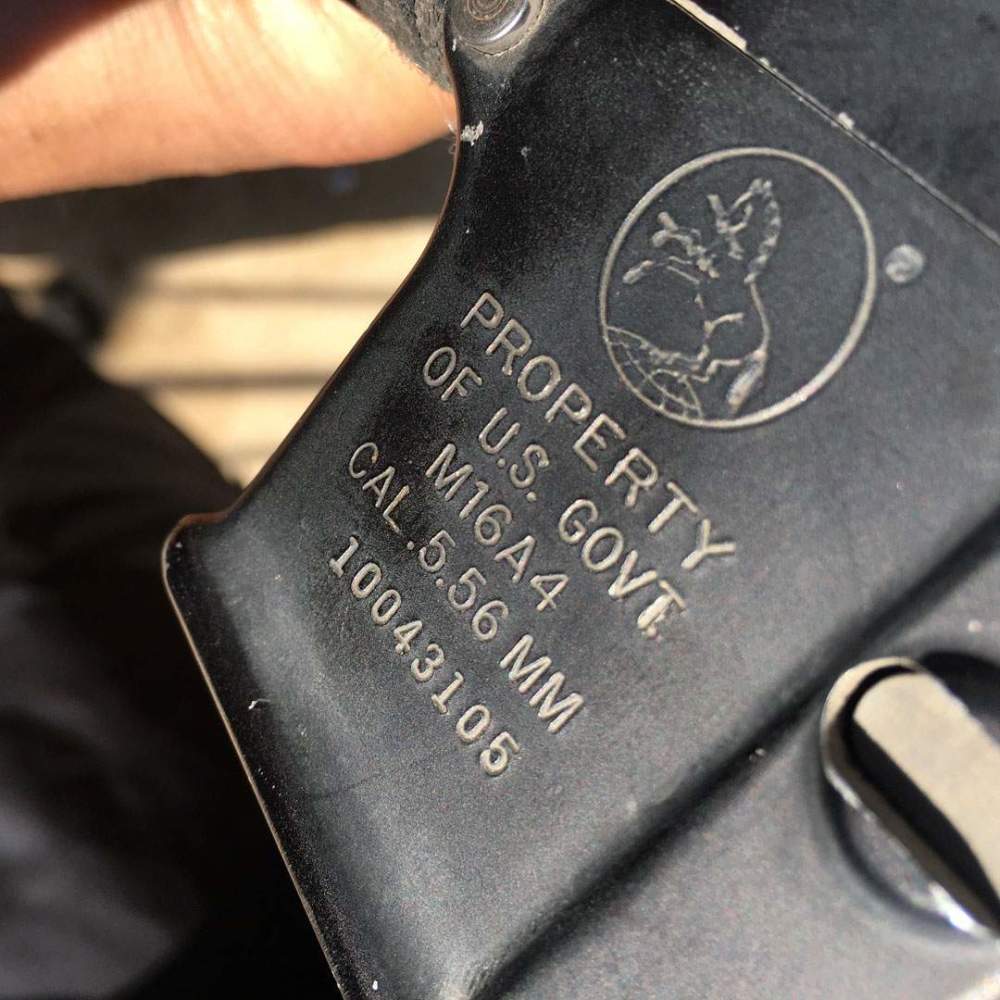 PROPERTY
OF U.S. GOVT.
M16A4
CAL. 5.56 MM
10043105